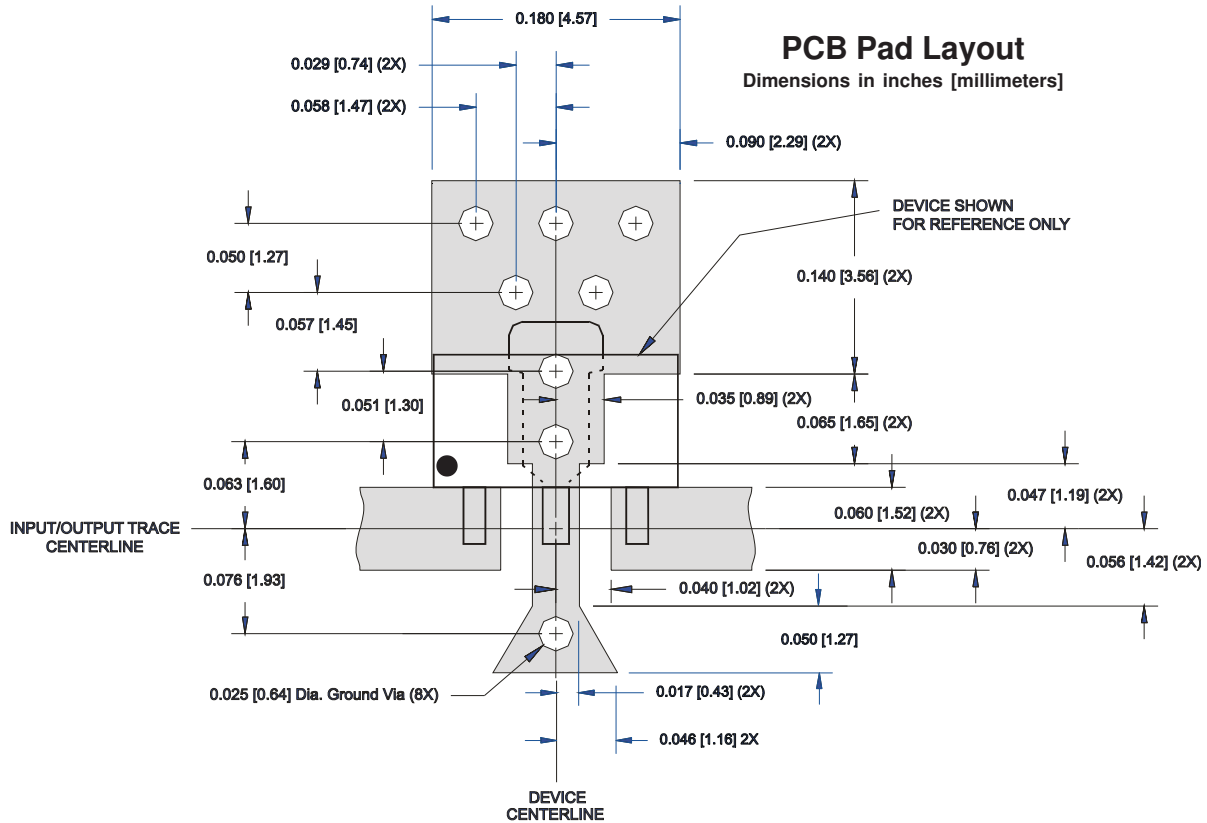 0.180 [4.57]
PCB Pad Layout
Dimensions in inches [millimeters]
0.029 [0.74] (2X)
0.058 [1.47] (2X)
0.090 [2.29] (2X)
DEVICE SHOWN
FOR REFERENCE ONLY
0.050 [1.27]
0.140 [3.56] (2X)
0.057 [1.45]
0.051 [1.30]
0.035 [0.89] (2X)
0.065 [1.65] (2X)
0.063 [1.60]
0.047 [1.19] (2X)
0.060 [1.52] (2X)
INPUT/OUTPUT TRACE
CENTERLINE
0.030 [0.76] (2X)
0.056 [1.42] (2X)
0.076 [1.93]
0.040 [1.02] (2X)
0.050 [1.27]
0.025 [0.64] Dia. Ground Via (8X)
0.017 [0.43] (2X)
0.046 [1.16] 2X
DEVICE
CENTERLINE